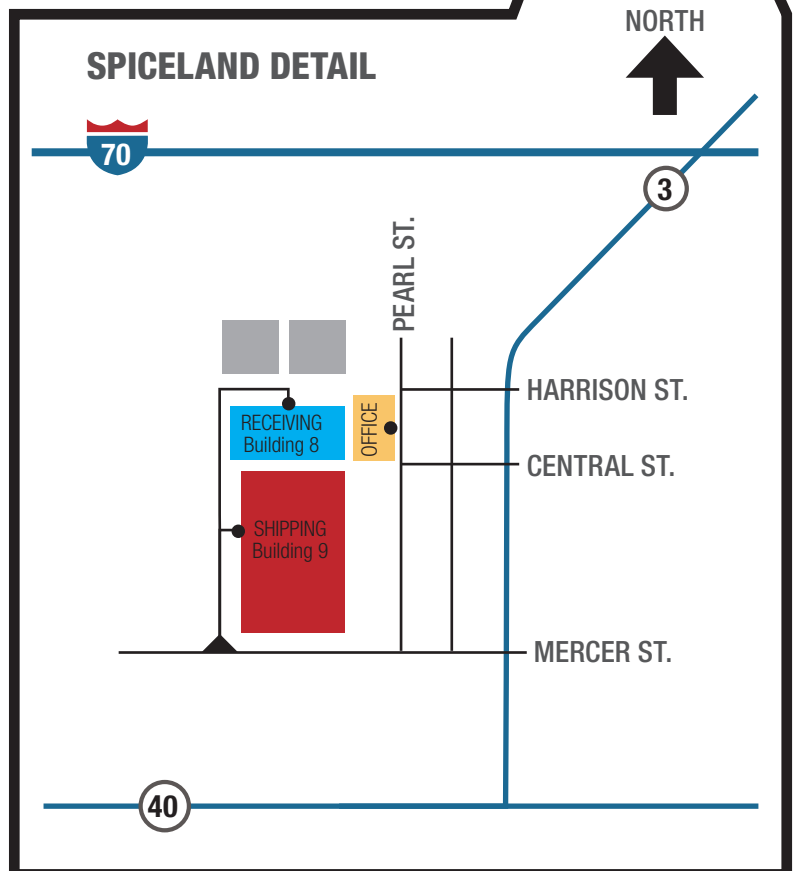 NORTH
SPICELAND DETAIL
70
3
PEARL ST.
HARRISON ST.
RECEIVING
Building 8
OFFICE
CENTRAL ST.
SHIPPING
Building 9
MERCER ST.
40